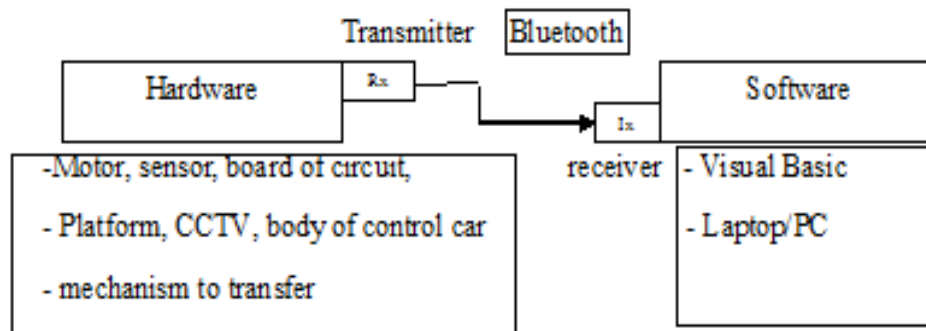 Transmitter Bluetooth
Hardware
Rx
Software
Ix
receiver
-Motor, sensor, board of circuit,
- Platform, CCTV, body of control car
- mechanism to transfer
- Visual Basic
- Laptop/PC